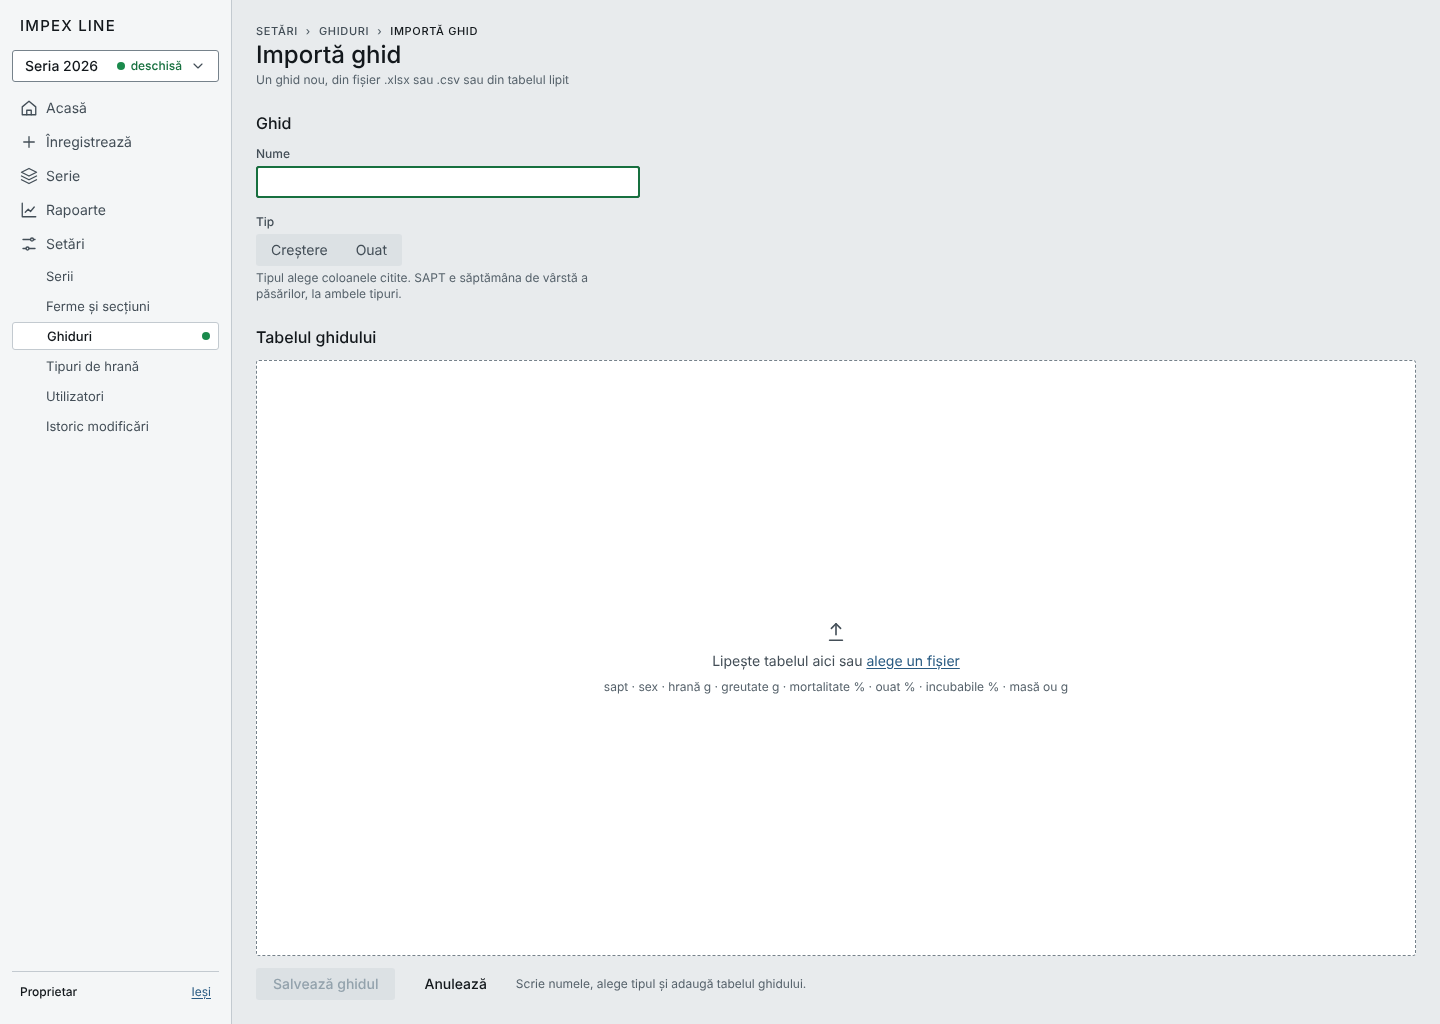 IMPEX LINE
Seria 2026 deschisă
Acasă
Înregistrează
Serie
Rapoarte
Setări
Serii
Ferme și secțiuni
Ghiduri
Tipuri de hrană
Utilizatori
Istoric modificări
Proprietar Ieși
SETĂRI › GHIDURI › IMPORTĂ GHID
Importă ghid
Un ghid nou, din fișier .xlsx sau .csv sau din tabelul lipit
Ghid
Nume
Tip
Creștere Ouat
Tipul alege coloanele citite. SAPT e săptămâna de vârstă a
păsărilor, la ambele tipuri.
Tabelul ghidului
Lipește tabelul aici sau alege un fișier
sapt · sex · hrană g · greutate g · mortalitate % · ouat % · incubabile % · masă ou g
Salvează ghidul Anulează Scrie numele, alege tipul și adaugă tabelul ghidului.